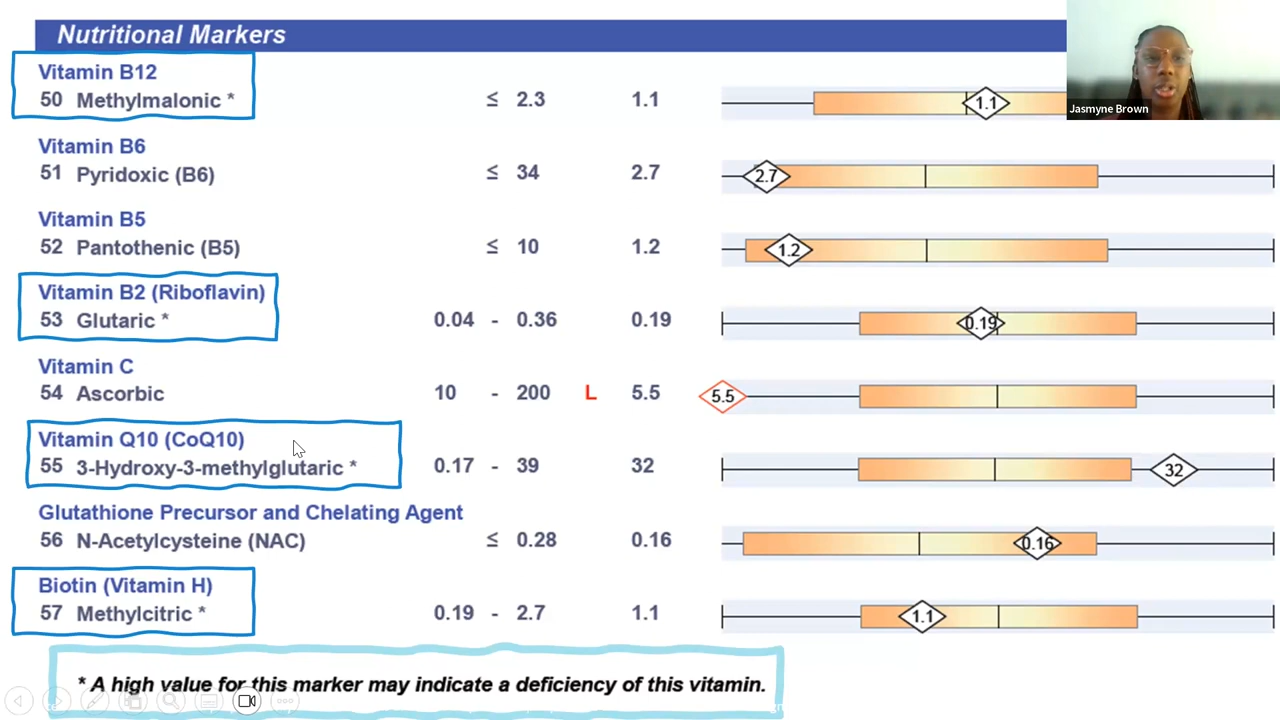 Nutritional Markers
Jasmyne Brown
Vitamin B12
50 Methylmalonic * ≤ 2.3 1.1 1.1
Vitamin B6
51 Pyridoxic (B6) ≤ 34 2.7 2.7
Vitamin B5
52 Pantothenic (B5) ≤ 10 1.2 1.2
Vitamin B2 (Riboflavin)
53 Glutaric * 0.04 - 0.36 0.19 0.19
Vitamin C
54 Ascorbic 10 - 200 L 5.5 5.5
Vitamin Q10 (CoQ10)
55 3-Hydroxy-3-methylglutaric * 0.17 - 39 32 32
Glutathione Precursor and Chelating Agent
56 N-Acetylcysteine (NAC) ≤ 0.28 0.16 0.16
Biotin (Vitamin H)
57 Methylcitric * 0.19 - 2.7 1.1 1.1
* A high value for this marker may indicate a deficiency of this vitamin.